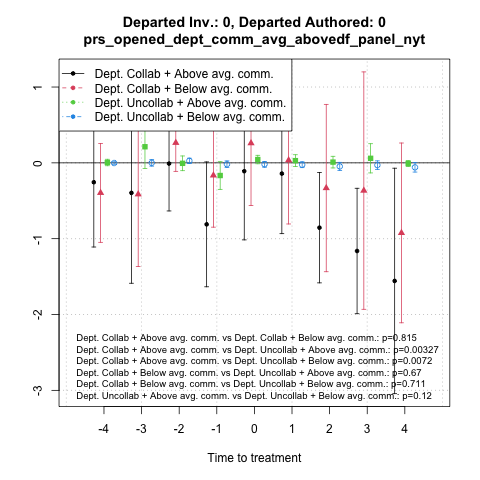 Departed Inv.: 0, Departed Authored: 0
prs_opened_dept_comm_avg_abovedf_panel_nyt
Dept. Collab + Above avg. comm.
Dept. Collab + Below avg. comm.
Dept. Uncollab + Above avg. comm.
Dept. Uncollab + Below avg. comm.
1
0
-1
-2
-3
Dept. Collab + Above avg. comm. vs Dept. Collab + Below avg. comm.: p=0.815
Dept. Collab + Above avg. comm. vs Dept. Uncollab + Above avg. comm.: p=0.00327
Dept. Collab + Above avg. comm. vs Dept. Uncollab + Below avg. comm.: p=0.0072
Dept. Collab + Below avg. comm. vs Dept. Uncollab + Above avg. comm.: p=0.67
Dept. Collab + Below avg. comm. vs Dept. Uncollab + Below avg. comm.: p=0.711
Dept. Uncollab + Above avg. comm. vs Dept. Uncollab + Below avg. comm.: p=0.12
-4 -3 -2 -1 0 1 2 3 4
Time to treatment